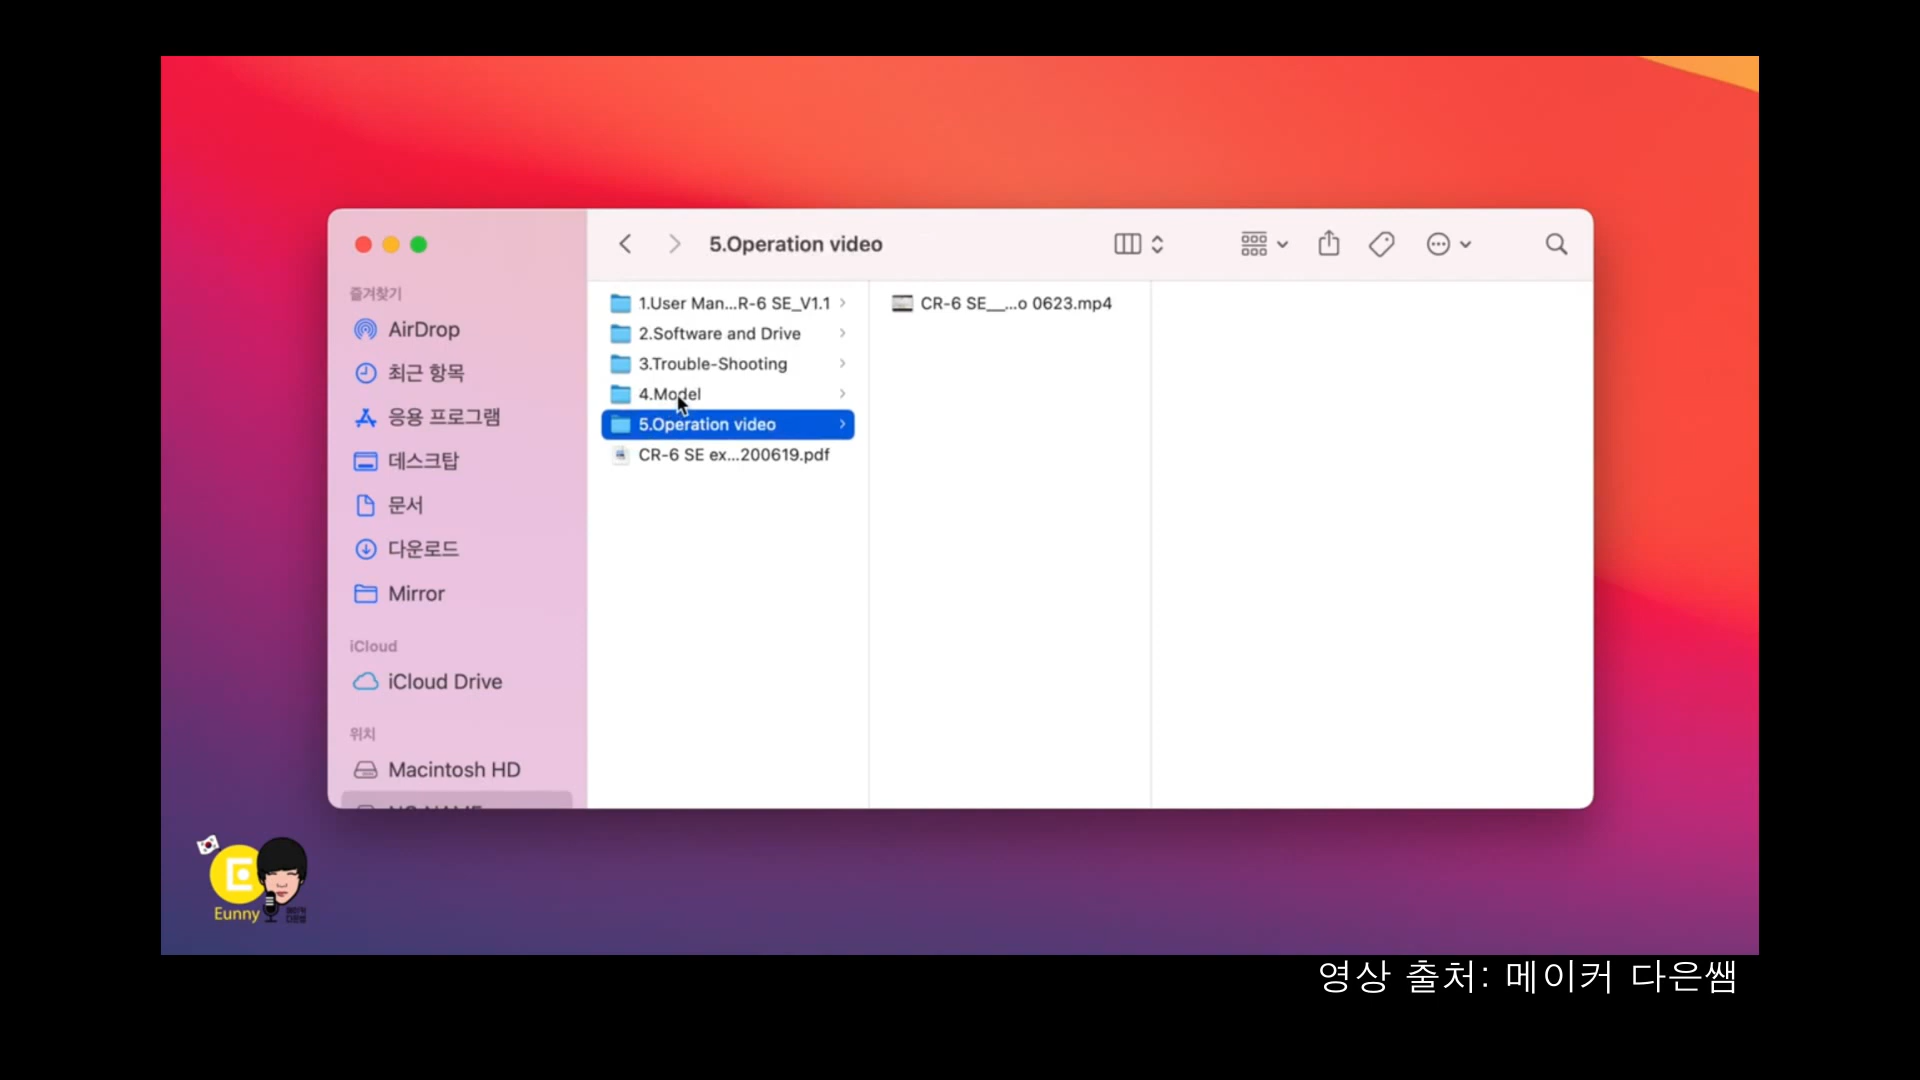 5.Operation video
즐겨찾기
AirDrop
최근 항목
응용 프로그램
데스크탑
문서
다운로드
Mirror
iCloud
iCloud Drive
위치
Macintosh HD
1.User Man...R-6 SE_V1.1
2.Software and Drive
3.Trouble-Shooting
4.Model
5.Operation video
CR-6 SE ex...200619.pdf
CR-6 SE__...o 0623.mp4
Eunny
영상 출처: 메이커 다은쌤